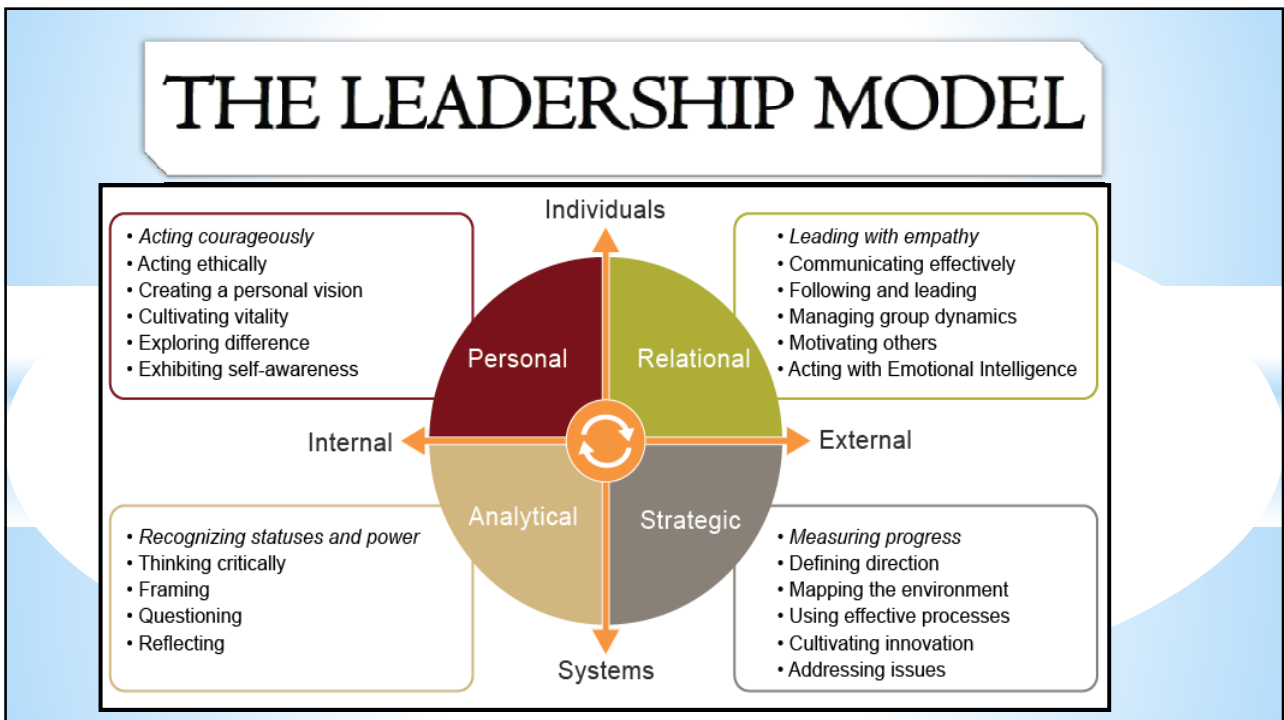 THE LEADERSHIP MODEL
Individuals
• Acting courageously
• Acting ethically
• Creating a personal vision
• Cultivating vitality
• Exploring difference
• Exhibiting self-awareness
• Leading with empathy
• Communicating effectively
• Following and leading
• Managing group dynamics
• Motivating others
• Acting with Emotional Intelligence
Personal
Relational
Internal
External
Analytical
Strategic
• Recognizing statuses and power
• Thinking critically
• Framing
• Questioning
• Reflecting
• Measuring progress
• Defining direction
• Mapping the environment
• Using effective processes
• Cultivating innovation
• Addressing issues
Systems